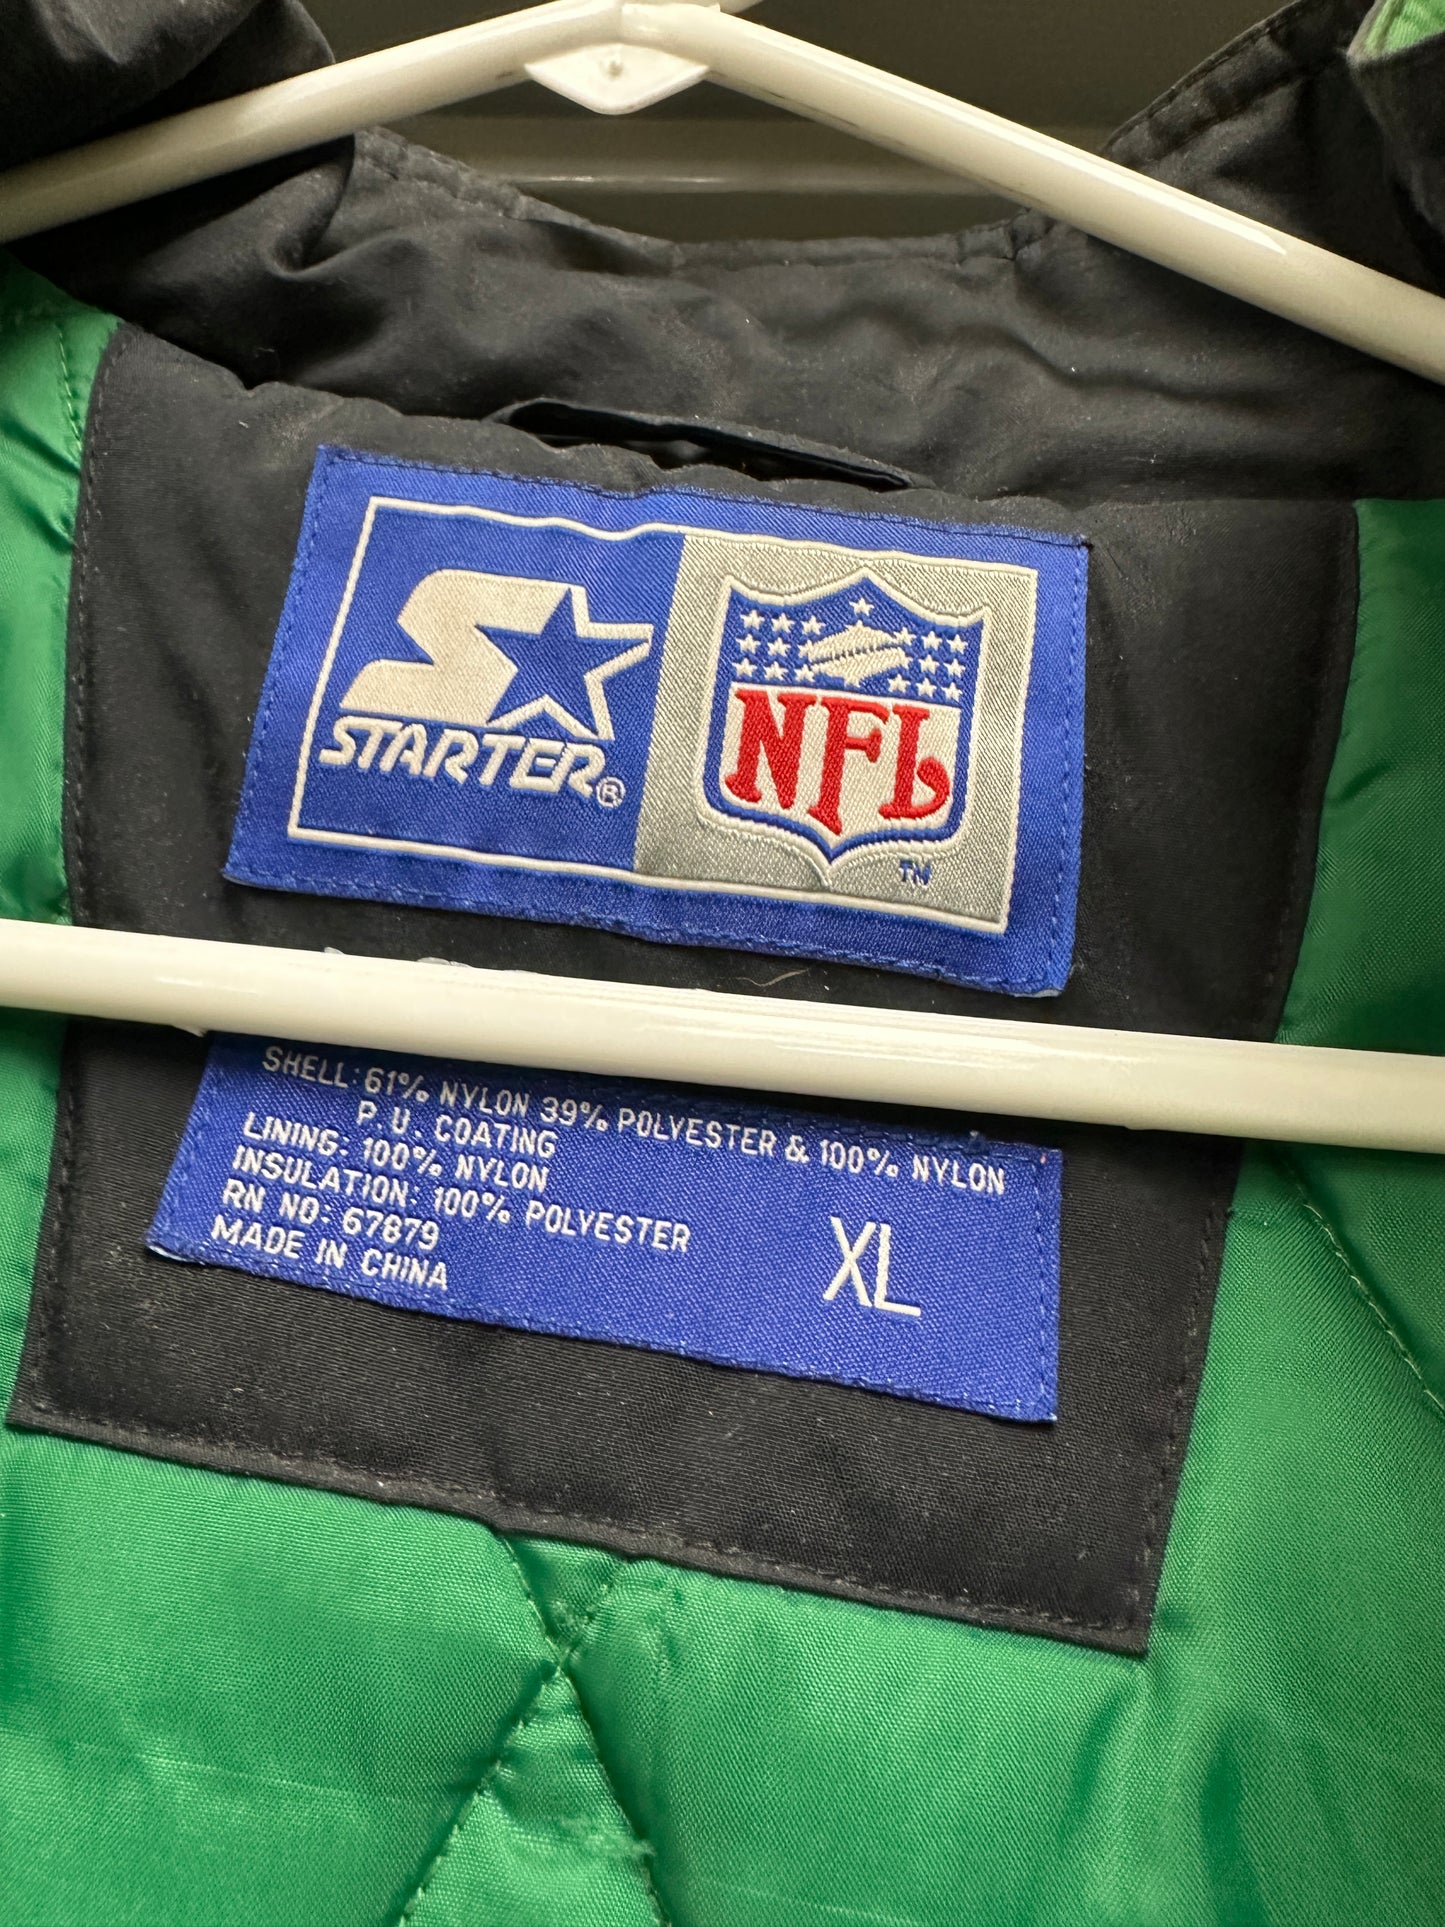 STARTER®
NFL
TM
SHELL: 61% NYLON 39% POLYESTER & 100% NYLON
P.U. COATING
LINING: 100% NYLON
INSULATION: 100% POLYESTER
RN NO: 67879
MADE IN CHINA
XL